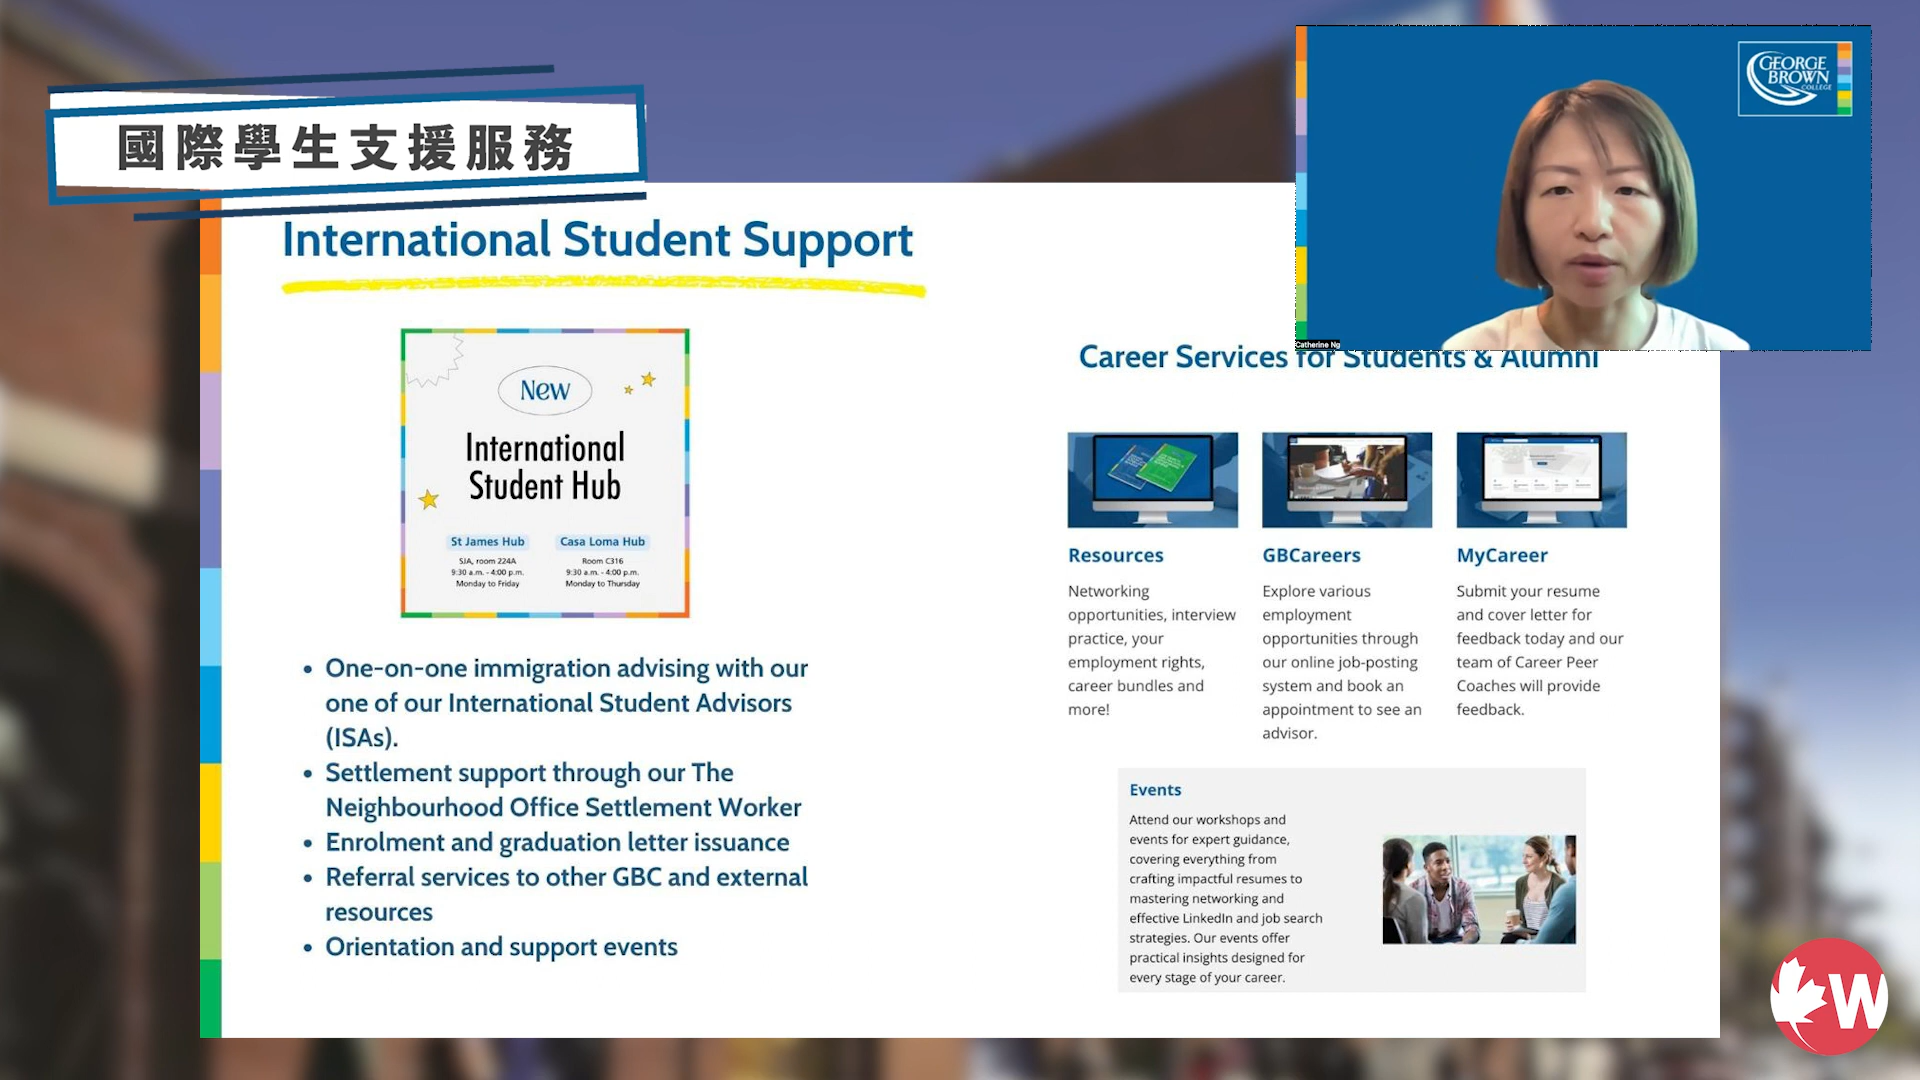 國際學生支援服務
GEORGE
BROWN
COLLEGE
Catherine Ng
International Student Support
New
International
Student Hub
St James Hub
SJA, room 224A
9:30 a.m. - 4:00 p.m.
Monday to Friday
Casa Loma Hub
Room C316
9:30 a.m. - 4:00 p.m.
Monday to Thursday
• One-on-one immigration advising with our
one of our International Student Advisors
(ISAs).
• Settlement support through our The
Neighbourhood Office Settlement Worker
• Enrolment and graduation letter issuance
• Referral services to other GBC and external
resources
• Orientation and support events
Career Services for Students & Alumni
Resources
Networking
opportunities, interview
practice, your
employment rights,
career bundles and
more!
GBCareers
Explore various
employment
opportunities through
our online job-posting
system and book an
appointment to see an
advisor.
MyCareer
Submit your resume
and cover letter for
feedback today and our
team of Career Peer
Coaches will provide
feedback.
Events
Attend our workshops and
events for expert guidance,
covering everything from
crafting impactful resumes to
mastering networking and
effective LinkedIn and job search
strategies. Our events offer
practical insights designed for
every stage of your career.
W